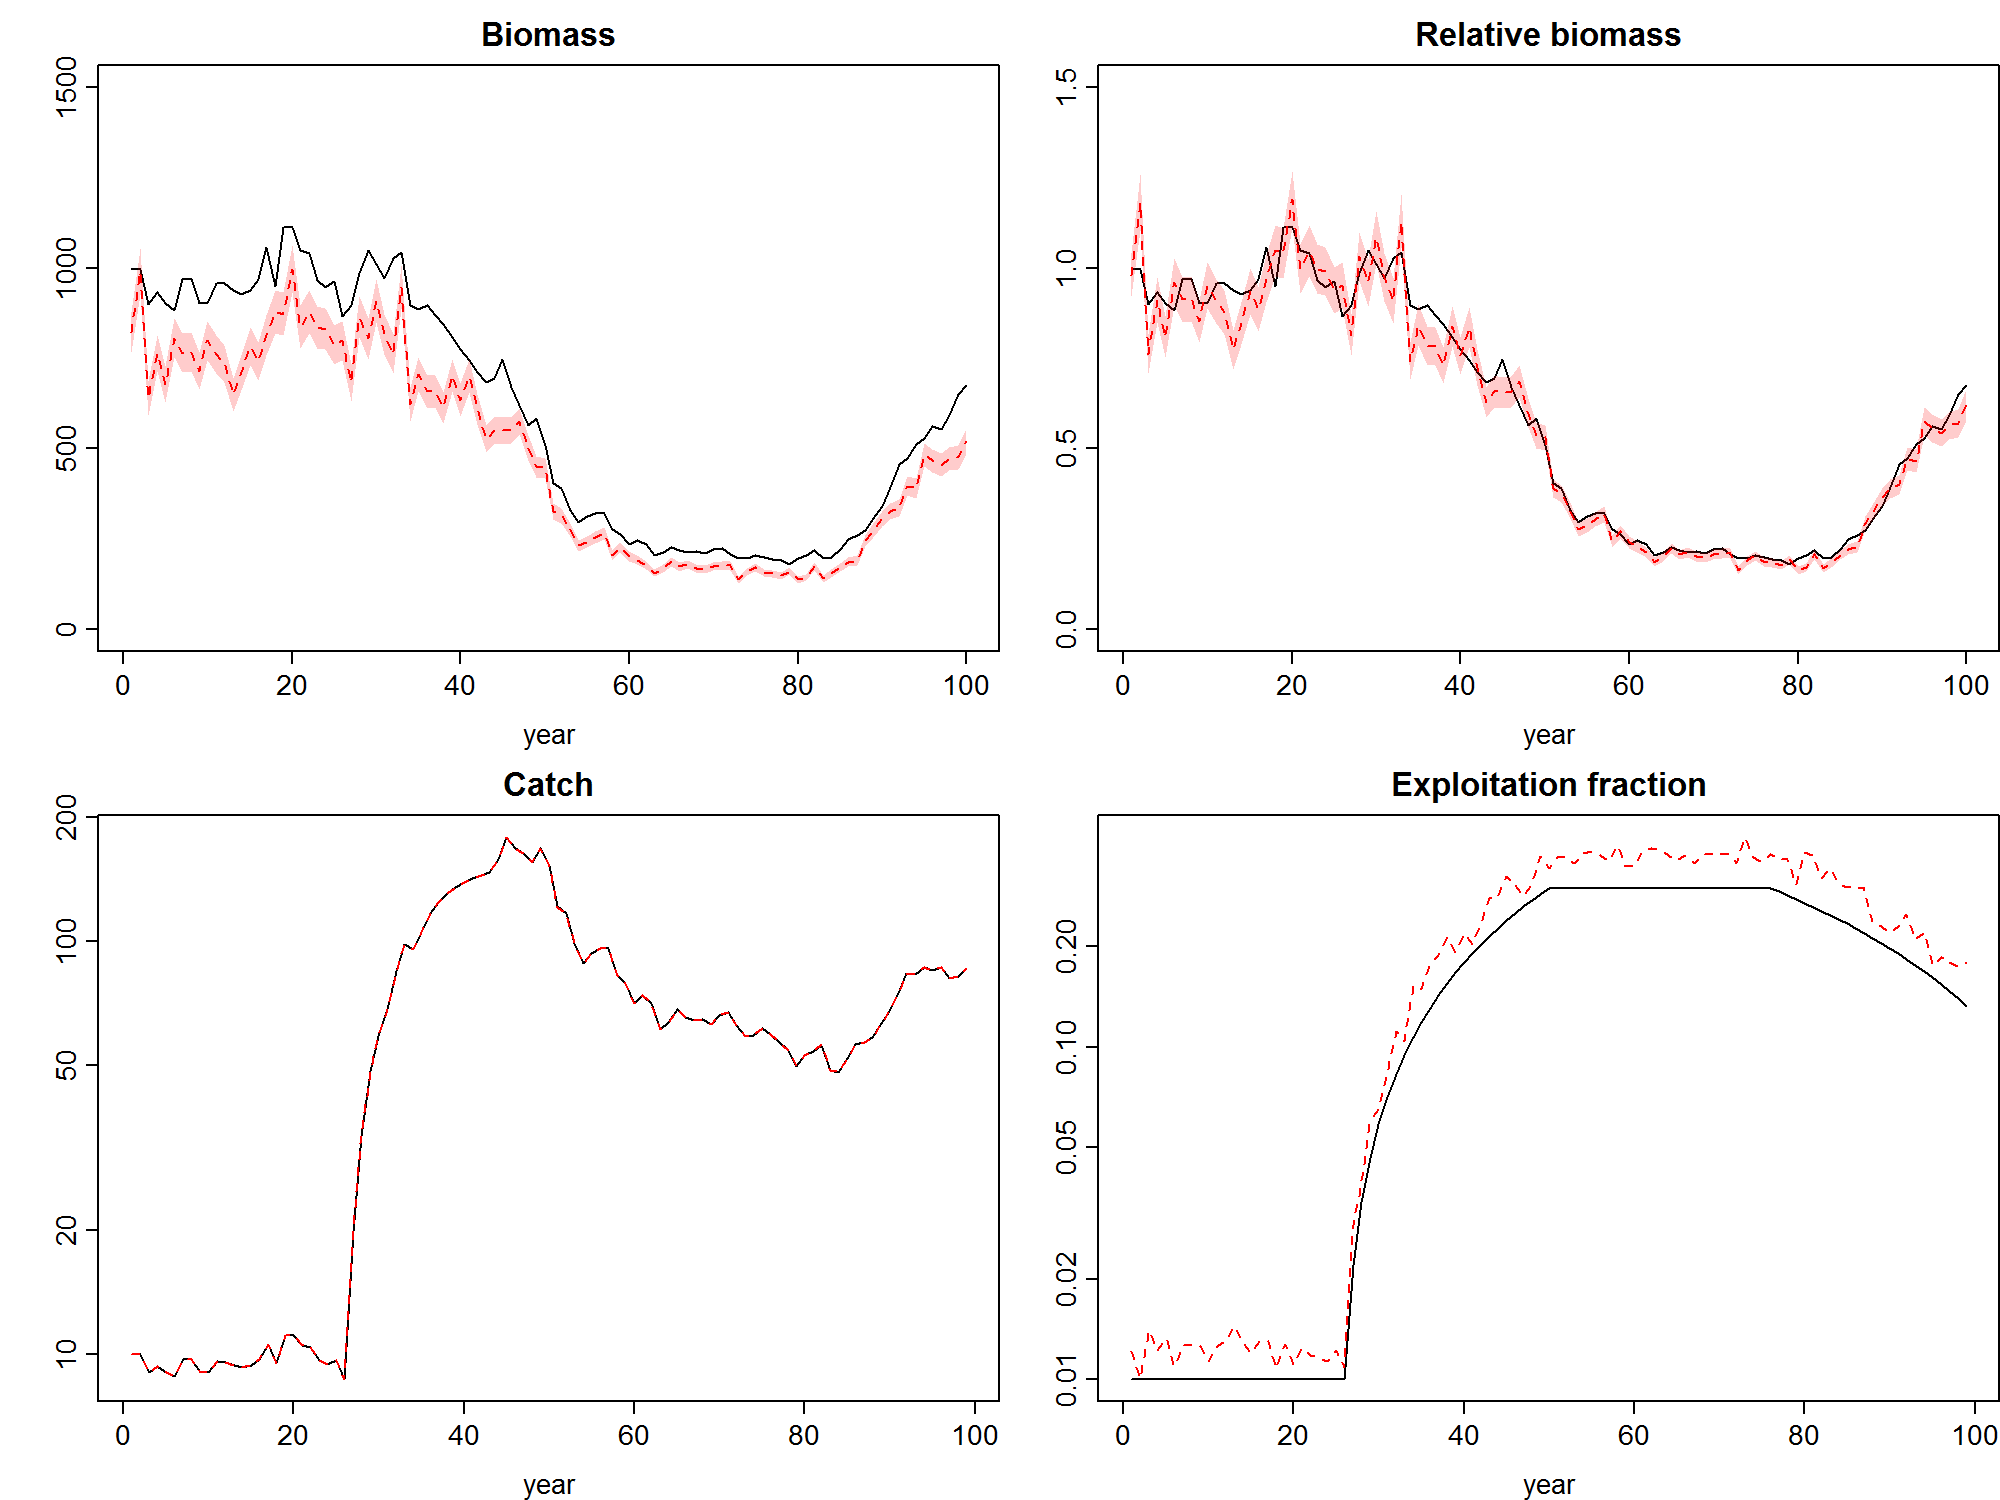 Biomass
1500
1000
500
0
0 20 40 60 80 100
year
Relative biomass
1.5
1.0
0.5
0.0
0 20 40 60 80 100
year
Catch
200
100
50
20
10
0 20 40 60 80 100
year
Exploitation fraction
0.20
0.10
0.05
0.02
0.01
0 20 40 60 80 100
year